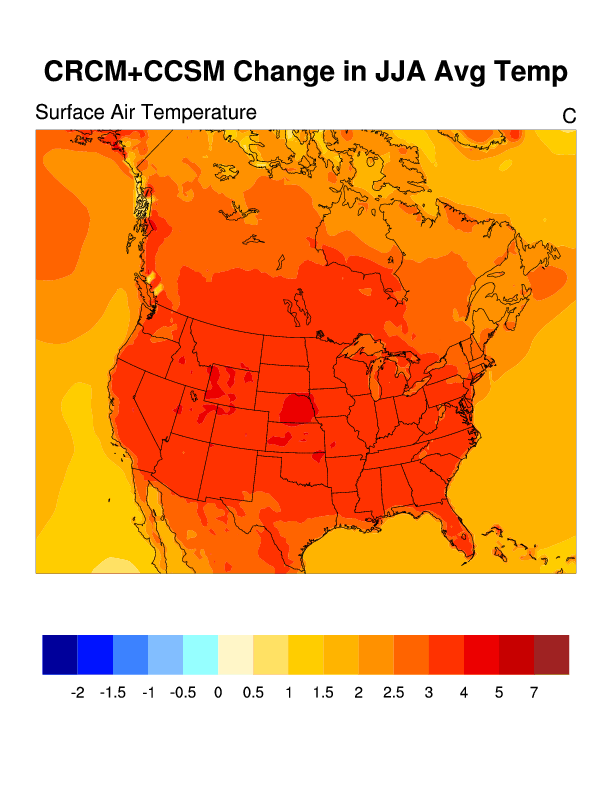 CRCM+CCSM Change in JJA Avg Temp
Surface Air Temperature C
-2 -1.5 -1 -0.5 0 0.5 1 1.5 2 2.5 3 4 5 7